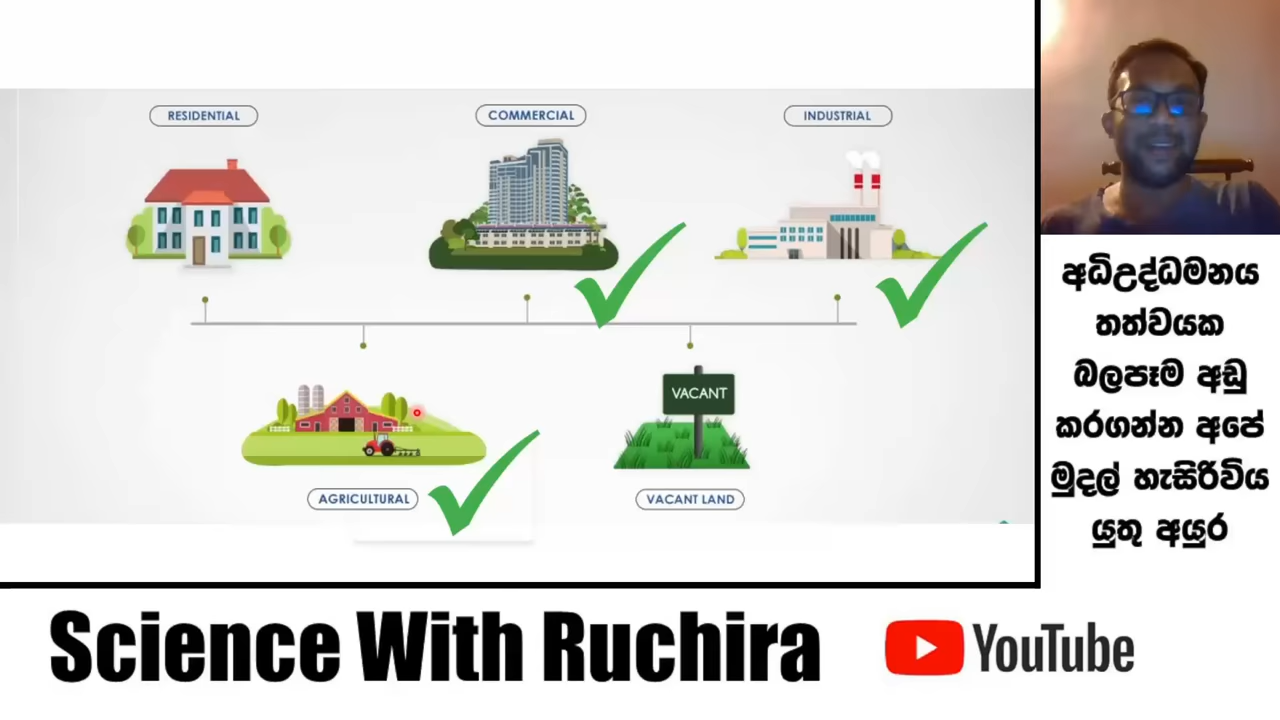 RESIDENTIAL
COMMERCIAL
INDUSTRIAL
VACANT
AGRICULTURAL
VACANT LAND
අධිඋද්ධමනය
තත්වයක
බලපෑම අඩු
කරගන්න අපේ
මුදල් හැසිරිවිය
යුතු අයුර
Science With Ruchira
YouTube